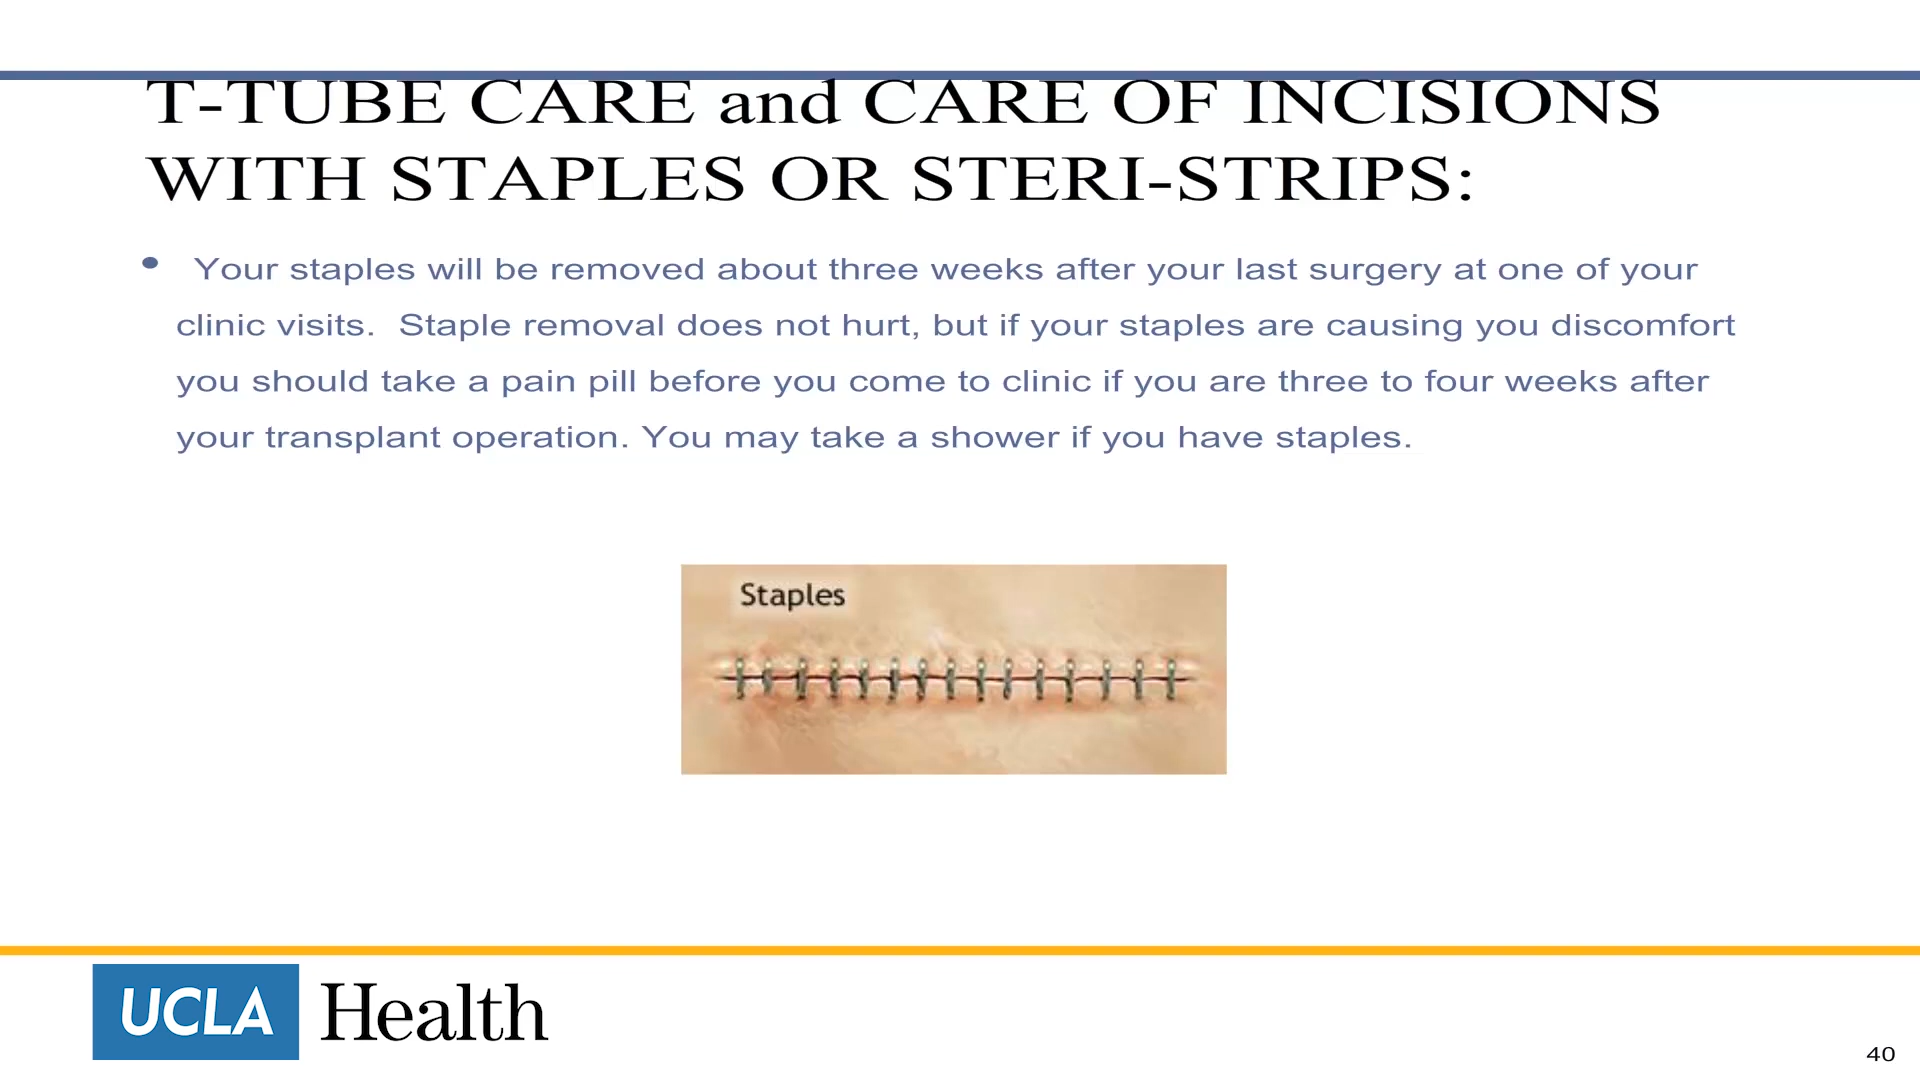 T-TUBE CARE and CARE OF INCISIONS
WITH STAPLES OR STERI-STRIPS:
• Your staples will be removed about three weeks after your last surgery at one of your
clinic visits. Staple removal does not hurt, but if your staples are causing you discomfort
you should take a pain pill before you come to clinic if you are three to four weeks after
your transplant operation. You may take a shower if you have staples.
Staples
UCLA Health
40